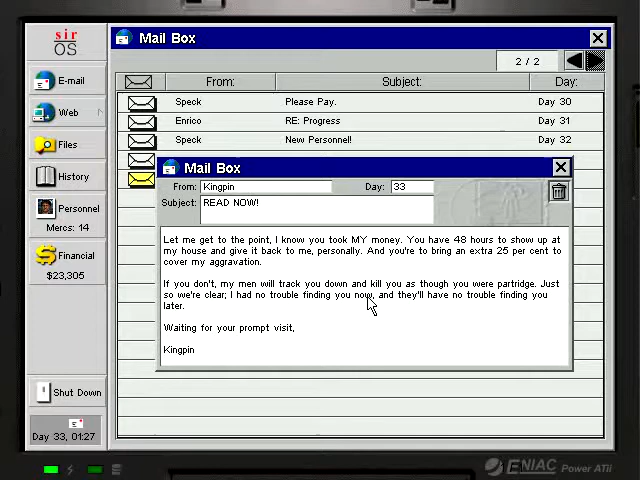 sir
OS
Mail Box
2 / 2
From:
Subject:
Day:
E-mail
Web
Files
History
Personnel
Mercs: 14
Financial
$23,305
Shut Down
Day 33, 01:27
Speck
Please Pay.
Day 30
Enrico
RE: Progress
Day 31
Speck
New Personnel!
Day 32
Mail Box
From:
Kingpin
Day:
33
Subject:
READ NOW!
Let me get to the point, I know you took MY money. You have 48 hours to show up at
my house and give it back to me, personally. And you're to bring an extra 25 per cent to
cover my aggravation.
If you don't, my men will track you down and kill you as though you were partridge. Just
so we're clear; I had no trouble finding you now, and they'll have no trouble finding you
later.
Waiting for your prompt visit,
Kingpin
ENIAC Power ATii